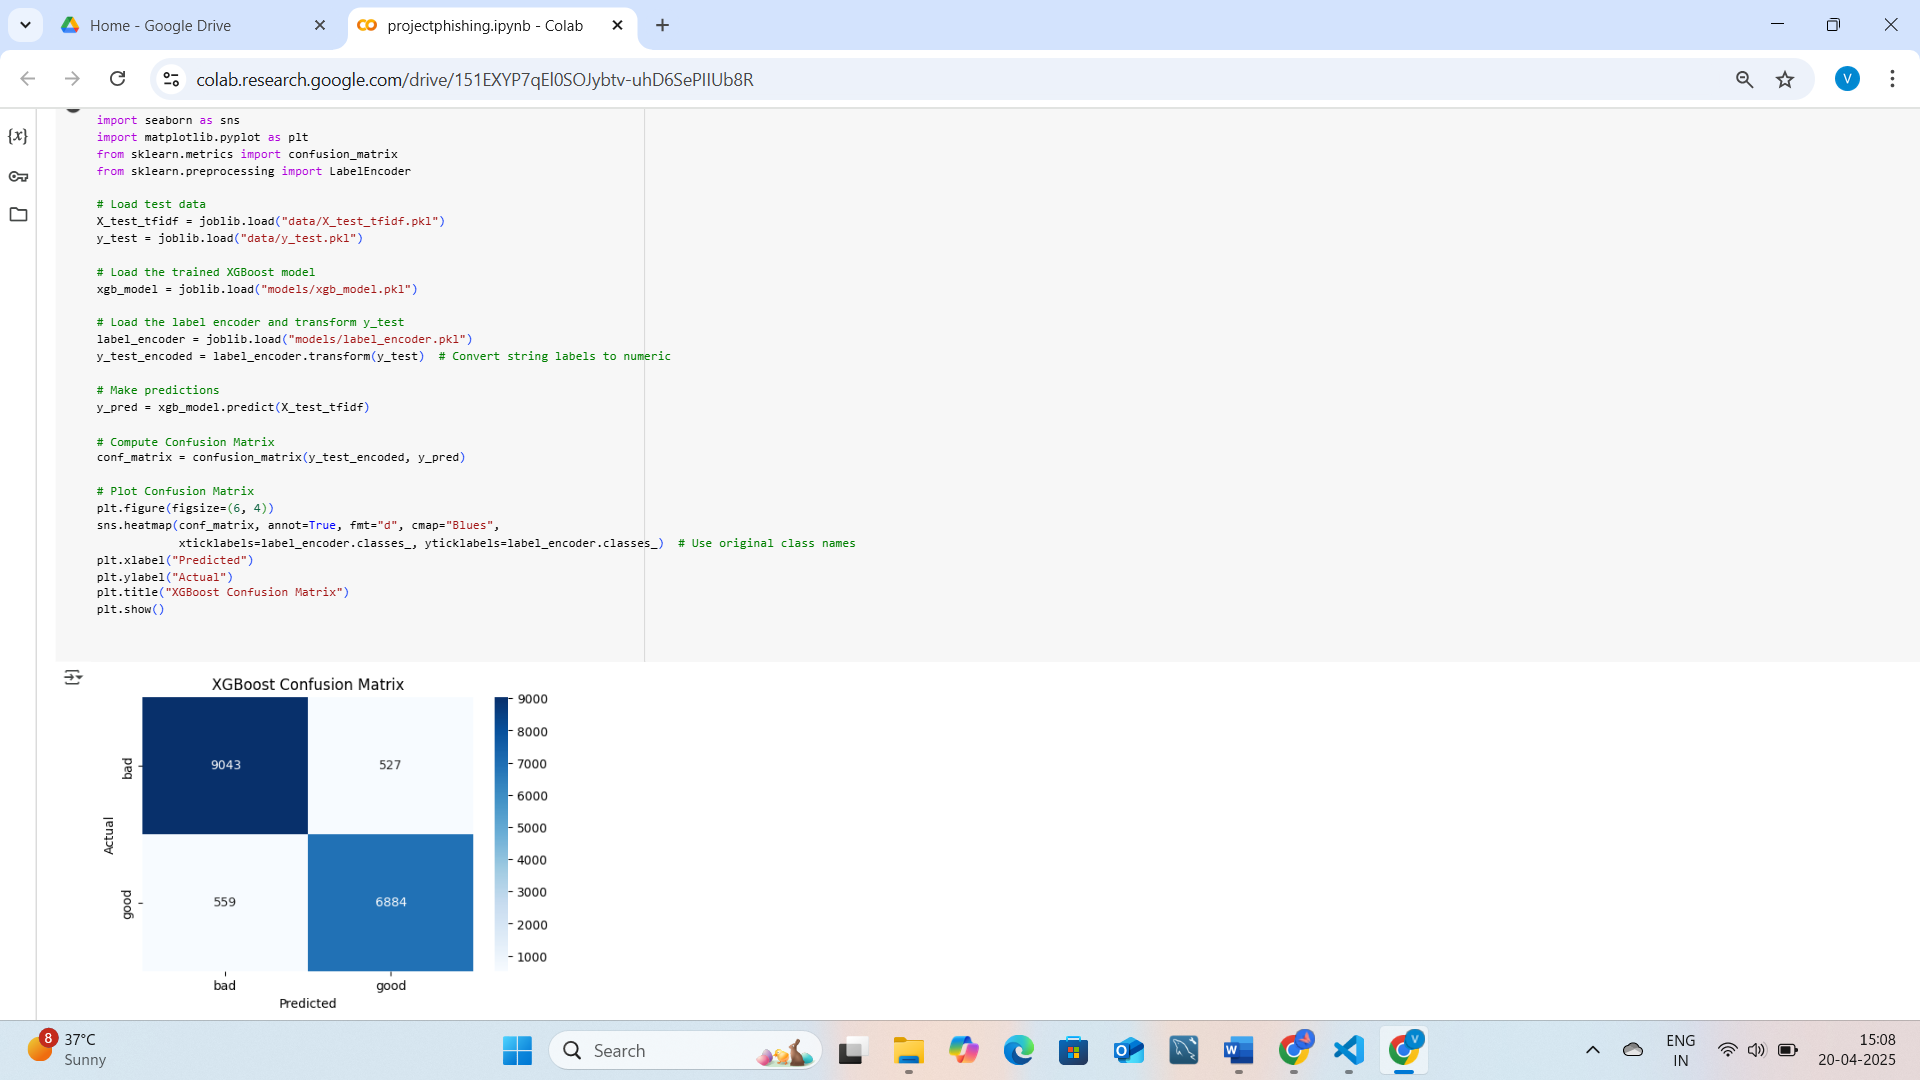 Home - Google Drive
projectphishing.ipynb - Colab
colab.research.google.com/drive/151EXYP7qEl0SOJybtv-uhD6SePIIUb8R
V
{x}
import seaborn as sns
import matplotlib.pyplot as plt
from sklearn.metrics import confusion_matrix
from sklearn.preprocessing import LabelEncoder
# Load test data
X_test_tfidf = joblib.load("data/X_test_tfidf.pkl")
y_test = joblib.load("data/y_test.pkl")
# Load the trained XGBoost model
xgb_model = joblib.load("models/xgb_model.pkl")
# Load the label encoder and transform y_test
label_encoder = joblib.load("models/label_encoder.pkl")
y_test_encoded = label_encoder.transform(y_test)  # Convert string labels to numeric
# Make predictions
y_pred = xgb_model.predict(X_test_tfidf)
# Compute Confusion Matrix
conf_matrix = confusion_matrix(y_test_encoded, y_pred)
# Plot Confusion Matrix
plt.figure(figsize=(6, 4))
sns.heatmap(conf_matrix, annot=True, fmt="d", cmap="Blues",
            xticklabels=label_encoder.classes_, yticklabels=label_encoder.classes_)  # Use original class names
plt.xlabel("Predicted")
plt.ylabel("Actual")
plt.title("XGBoost Confusion Matrix")
plt.show()
XGBoost Confusion Matrix
9000
8000
7000
6000
5000
4000
3000
2000
1000
bad
9043
527
Actual
good
559
6884
bad
good
Predicted
8
37°C
Sunny
Search
V
ENG
IN
15:08
20-04-2025